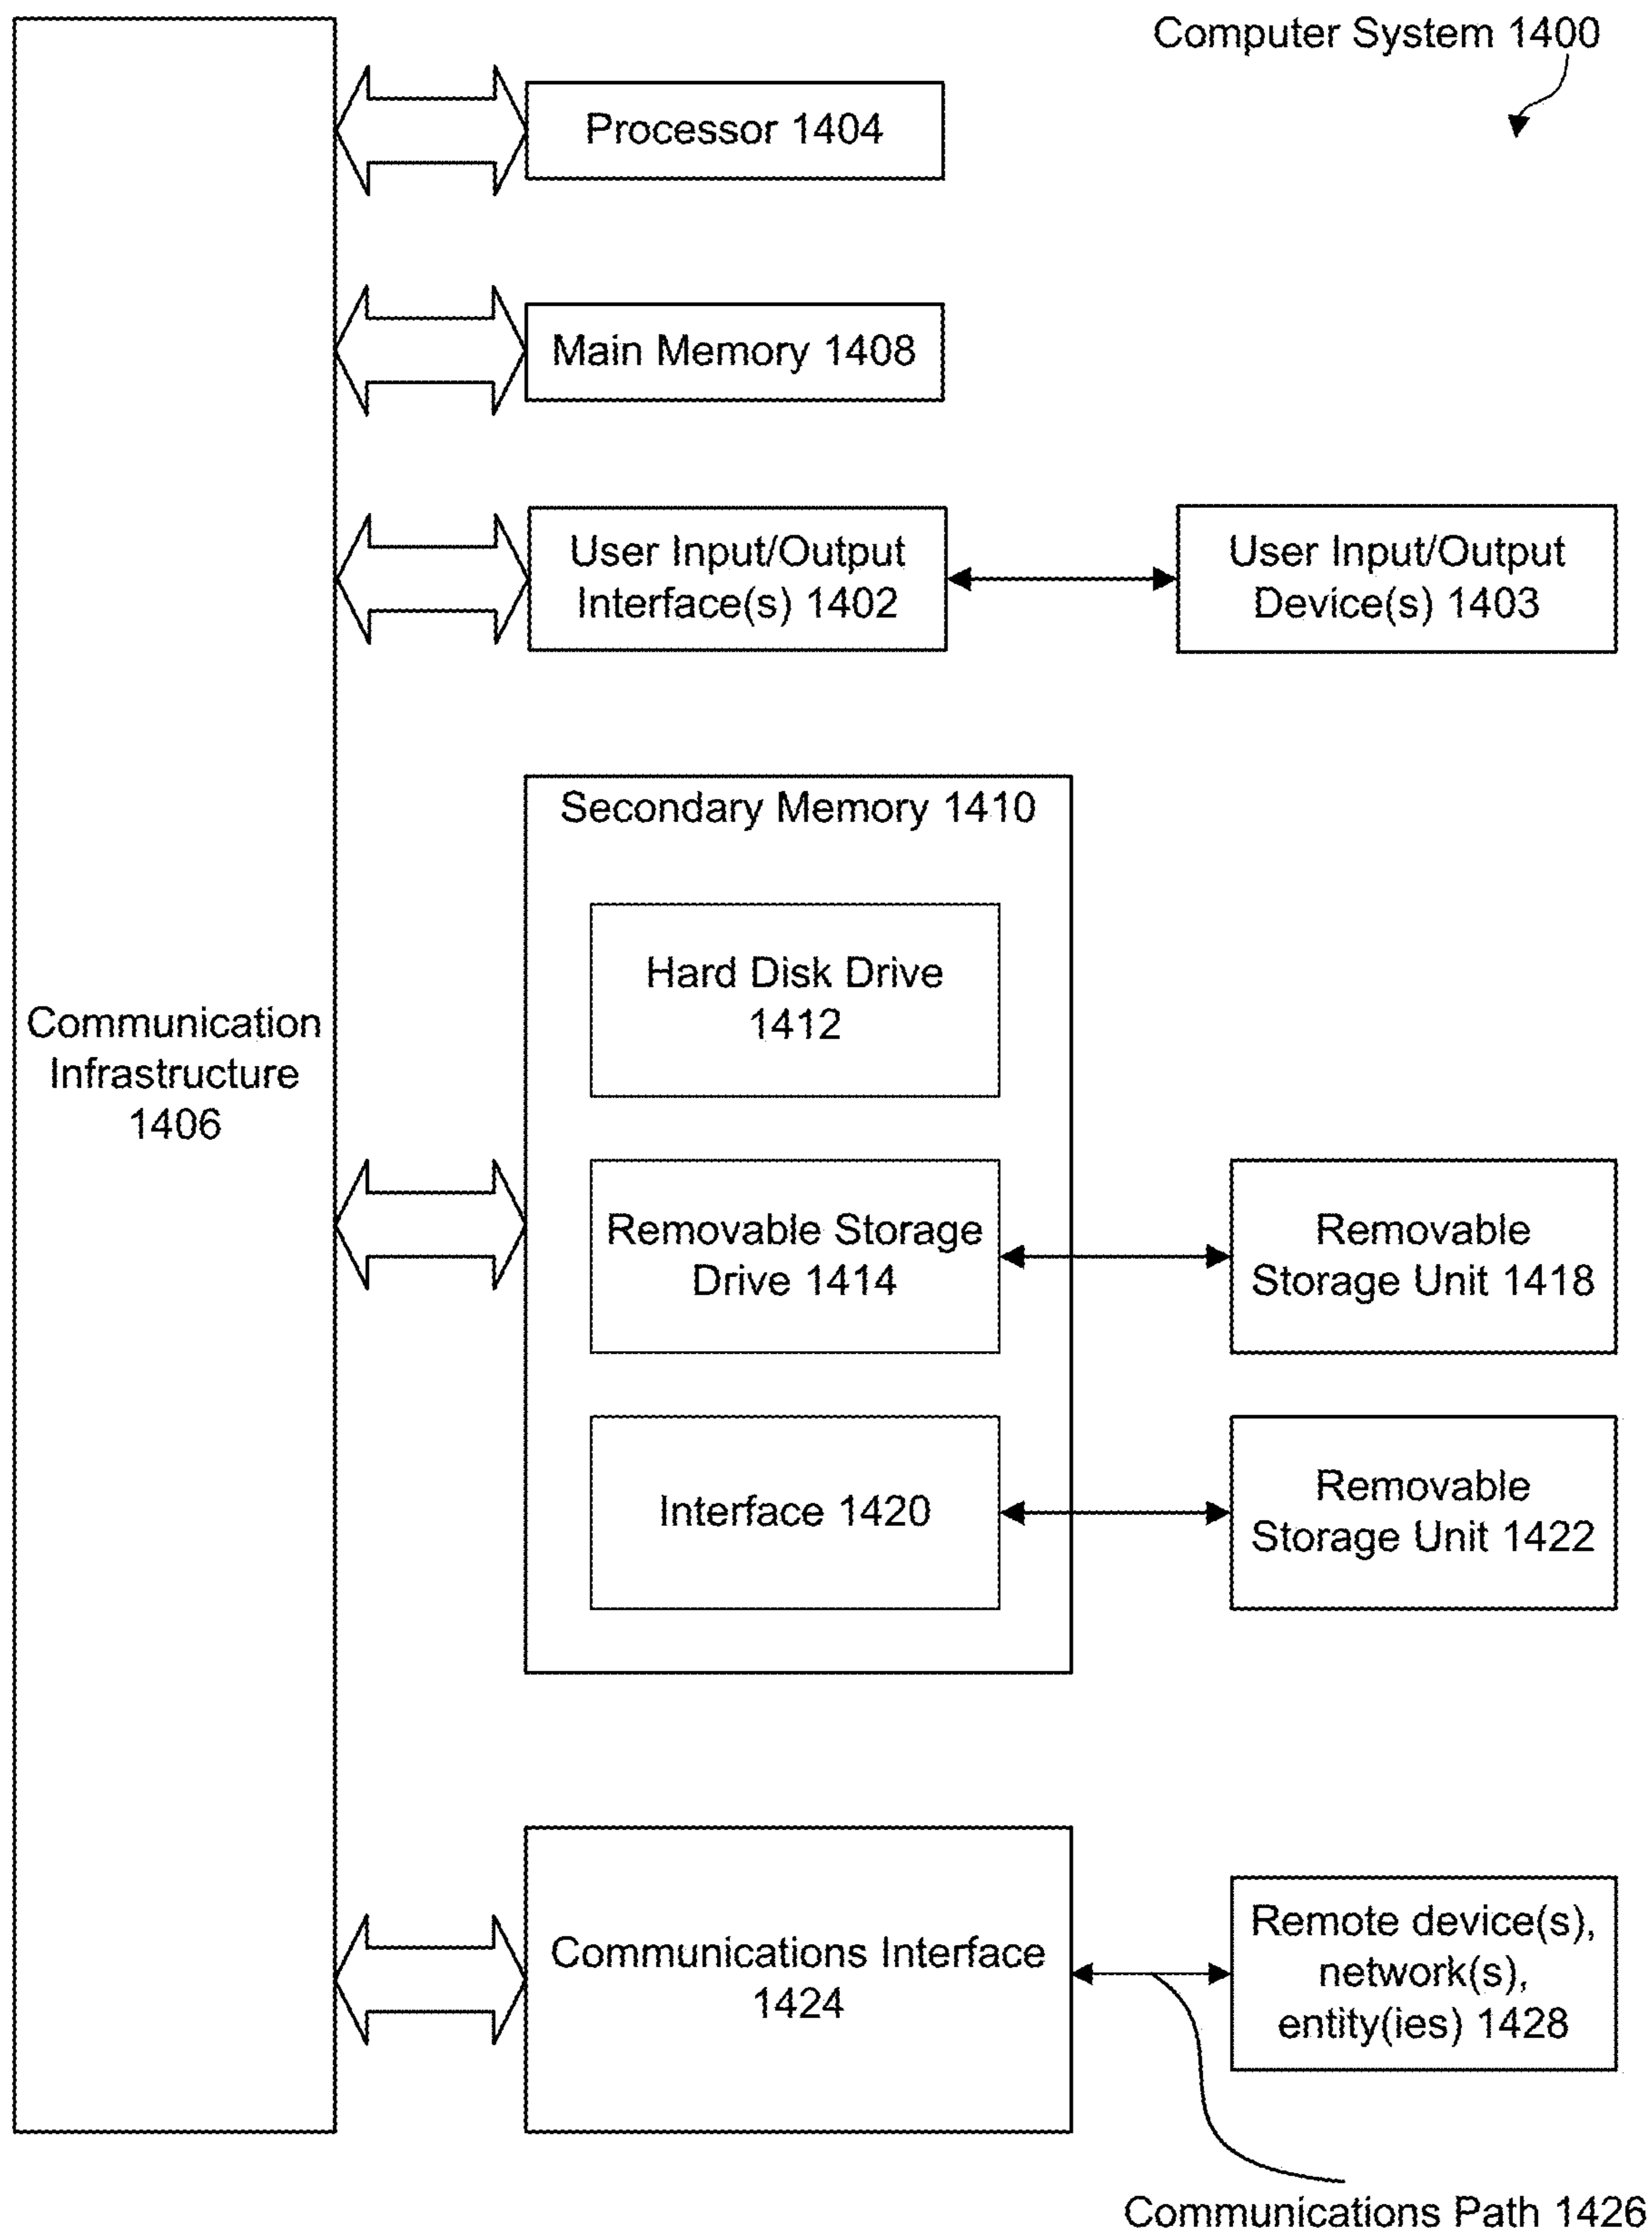 Computer System 1400
Processor 1404
Main Memory 1408
User Input/Output
Interface(s) 1402
User Input/Output
Device(s) 1403
Secondary Memory 1410
Hard Disk Drive
1412
Communication
Infrastructure
1406
Removable Storage
Drive 1414
Removable
Storage Unit 1418
Interface 1420
Removable
Storage Unit 1422
Communications Interface
1424
Remote device(s),
network(s),
entity(ies) 1428
Communications Path 1426